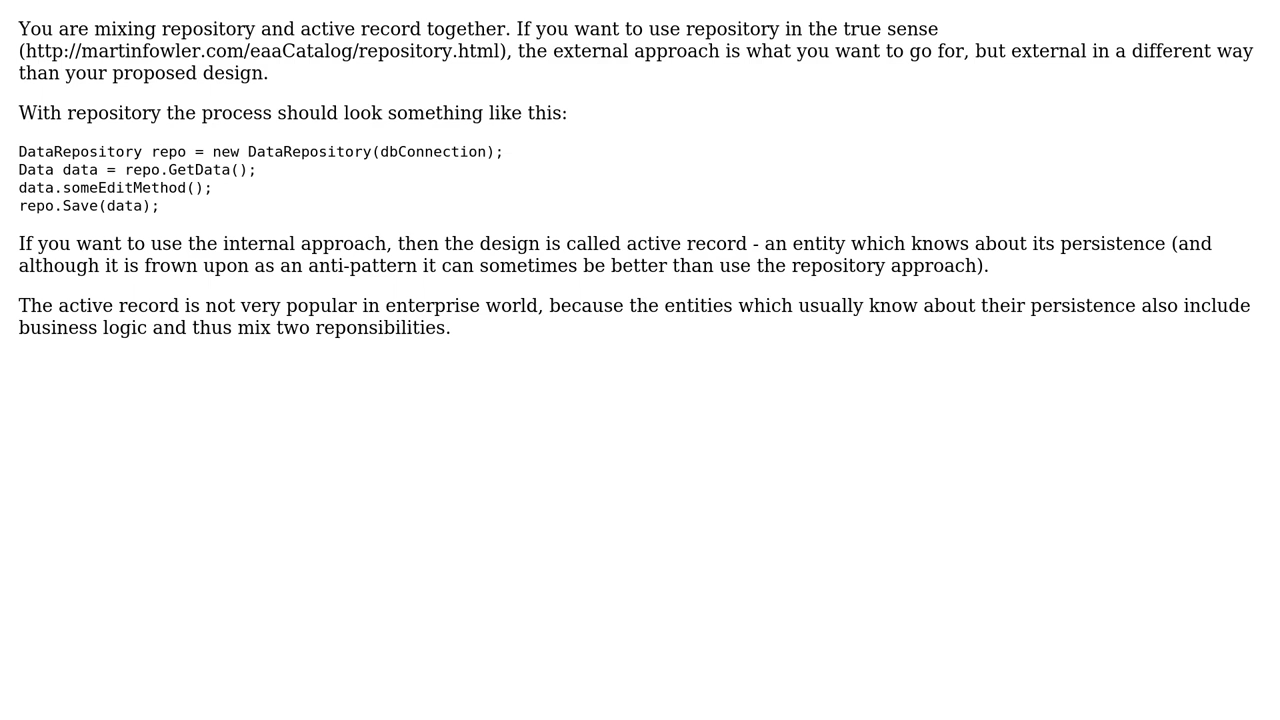 You are mixing repository and active record together. If you want to use repository in the true sense
(http://martinfowler.com/eaaCatalog/repository.html), the external approach is what you want to go for, but external in a different way
than your proposed design.
With repository the process should look something like this:
DataRepository repo = new DataRepository(dbConnection);
Data data = repo.GetData();
data.someEditMethod();
repo.Save(data);
If you want to use the internal approach, then the design is called active record - an entity which knows about its persistence (and
although it is frown upon as an anti-pattern it can sometimes be better than use the repository approach).
The active record is not very popular in enterprise world, because the entities which usually know about their persistence also include
business logic and thus mix two reponsibilities.